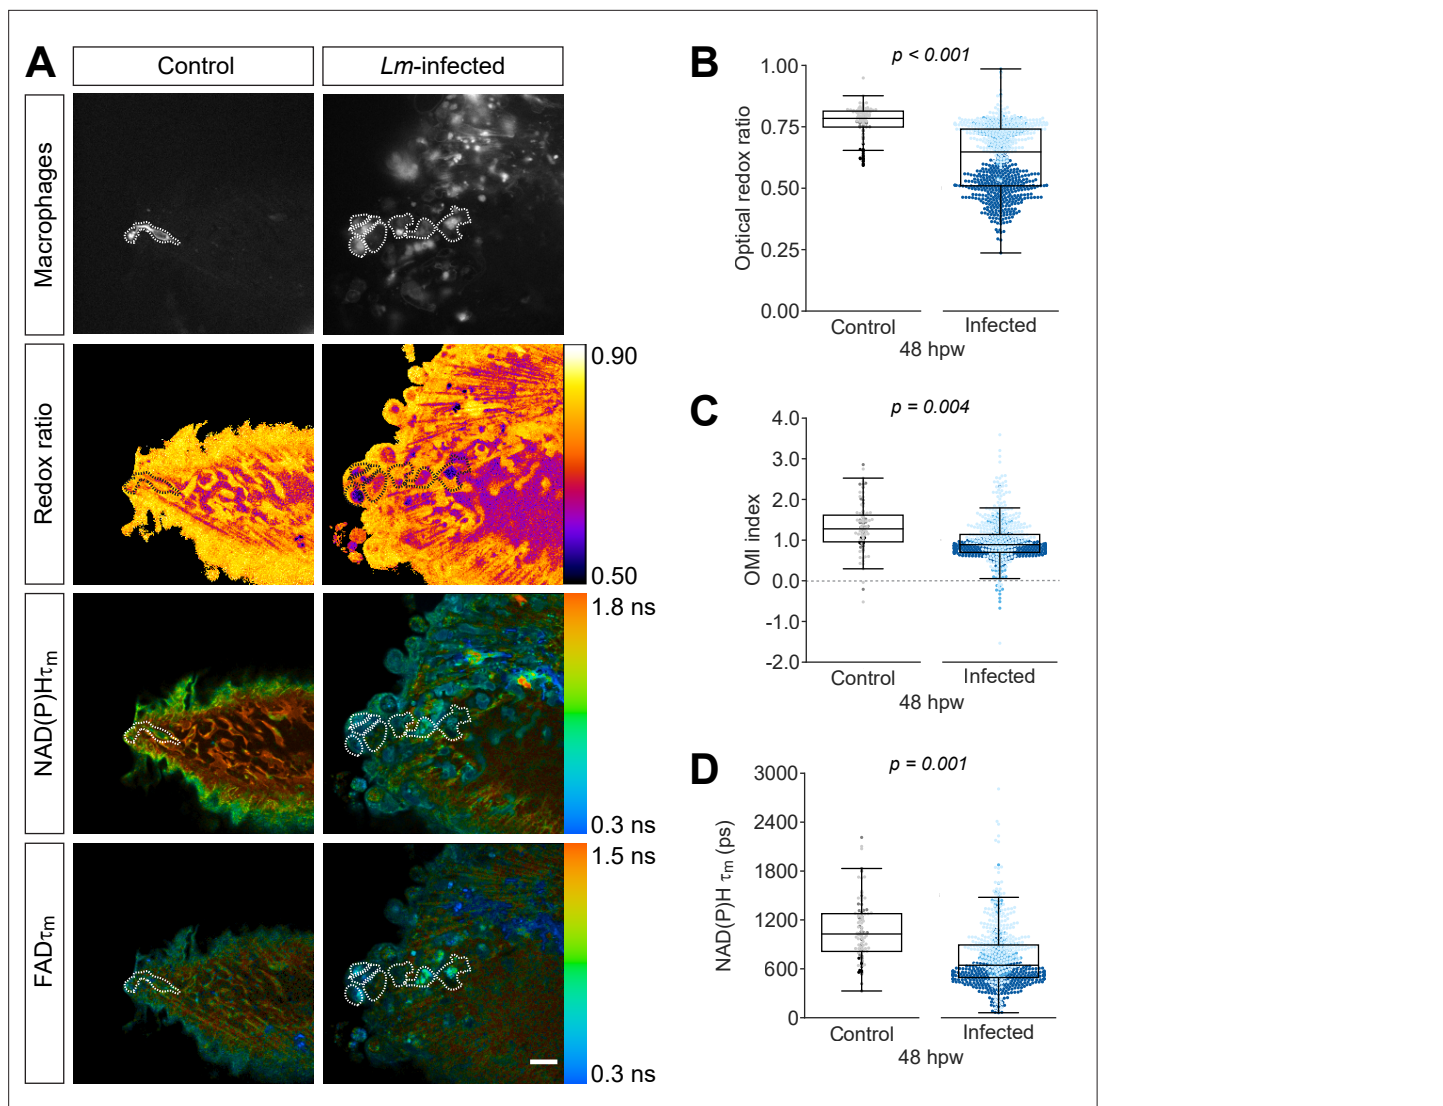 A
Control
Lm-infected
Macrophages
Redox ratio
0.90
0.50
NAD(P)Hτm
1.8 ns
0.3 ns
FADτm
1.5 ns
0.3 ns
B
p < 0.001
Optical redox ratio
1.00
0.75
0.50
0.25
0.00
Control
Infected
48 hpw
C
p = 0.004
OMI index
4.0
3.0
2.0
1.0
0.0
-1.0
-2.0
Control
Infected
48 hpw
D
p = 0.001
NAD(P)H τm (ps)
3000
2400
1800
1200
600
0
Control
Infected
48 hpw